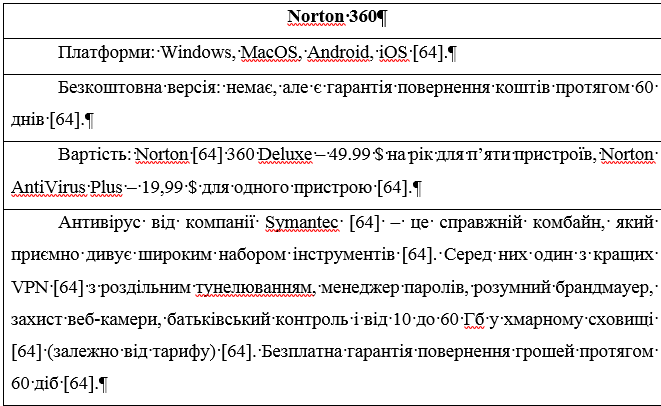 Norton 360
Платформи: Windows, MacOS, Android, iOS [64].
Безкоштовна версія: немає, але є гарантія повернення коштів протягом 60
днів [64].
Вартість: Norton [64] 360 Deluxe – 49.99 $ на рік для п’яти пристроїв, Norton
AntiVirus Plus – 19,99 $ для одного пристрою [64].
Антивірус від компанії Symantec [64] – це справжній комбайн, який
приємно дивує широким набором інструментів [64]. Серед них один з кращих
VPN [64] з роздільним тунелюванням, менеджер паролів, розумний брандмауер,
захист веб-камери, батьківський контроль і від 10 до 60 Гб у хмарному сховищі
[64] (залежно від тарифу) [64]. Безплатна гарантія повернення грошей протягом
60 діб [64].